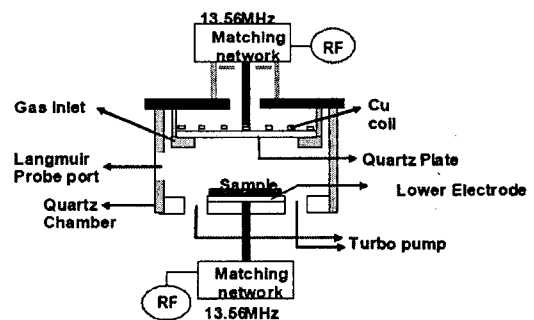 13.56MHz
Matching
network
RF
Gas inlet
Cu
coil
Langmuir
Probe port
Quartz Plate
Sample
Lower Electrode
Quartz
Chamber
Turbo pump
Matching
network
RF
13.56MHz